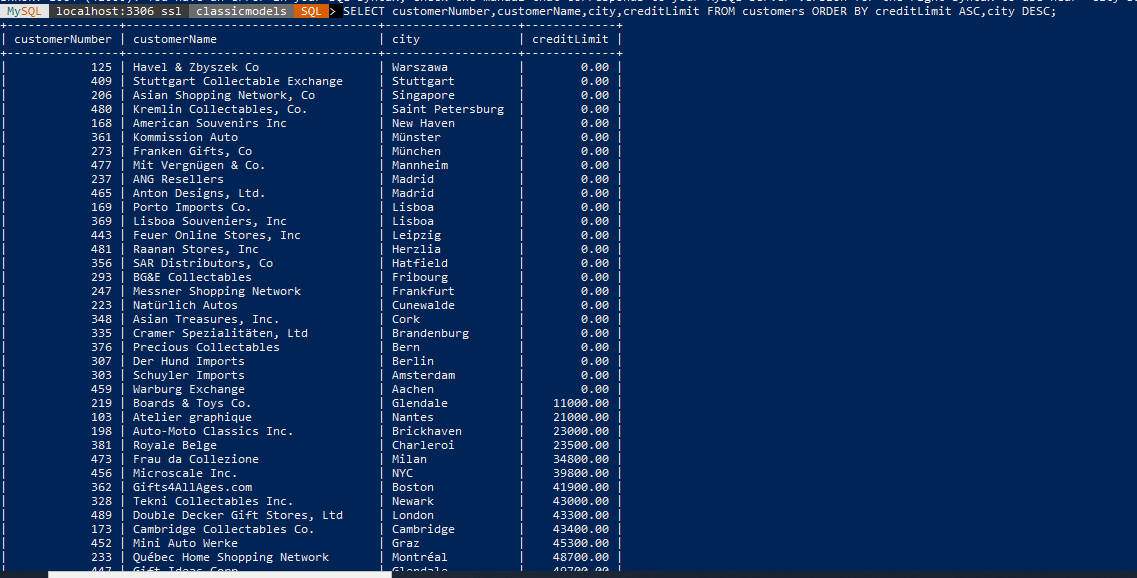 MySQL localhost:3306 ssl classicmodels SQL > SELECT customerNumber,customerName,city,creditLimit FROM customers ORDER BY creditLimit ASC,city DESC;
| customerNumber | customerName | city | creditLimit |
| 125 | Havel & Zbyszek Co | Warszawa | 0.00 |
| 409 | Stuttgart Collectable Exchange | Stuttgart | 0.00 |
| 206 | Asian Shopping Network, Co | Singapore | 0.00 |
| 480 | Kremlin Collectables, Co. | Saint Petersburg | 0.00 |
| 168 | American Souvenirs Inc | New Haven | 0.00 |
| 361 | Kommission Auto | Münster | 0.00 |
| 273 | Franken Gifts, Co | München | 0.00 |
| 477 | Mit Vergnügen & Co. | Mannheim | 0.00 |
| 237 | ANG Resellers | Madrid | 0.00 |
| 465 | Anton Designs, Ltd. | Madrid | 0.00 |
| 169 | Porto Imports Co. | Lisboa | 0.00 |
| 369 | Lisboa Souveniers, Inc | Lisboa | 0.00 |
| 443 | Feuer Online Stores, Inc | Leipzig | 0.00 |
| 481 | Raanan Stores, Inc | Herzlia | 0.00 |
| 356 | SAR Distributors, Co | Hatfield | 0.00 |
| 293 | BG&E Collectables | Fribourg | 0.00 |
| 247 | Messner Shopping Network | Frankfurt | 0.00 |
| 223 | Natürlich Autos | Cunewalde | 0.00 |
| 348 | Asian Treasures, Inc. | Cork | 0.00 |
| 335 | Cramer Spezialitäten, Ltd | Brandenburg | 0.00 |
| 376 | Precious Collectables | Bern | 0.00 |
| 307 | Der Hund Imports | Berlin | 0.00 |
| 303 | Schuyler Imports | Amsterdam | 0.00 |
| 459 | Warburg Exchange | Aachen | 0.00 |
| 219 | Boards & Toys Co. | Glendale | 11000.00 |
| 103 | Atelier graphique | Nantes | 21000.00 |
| 198 | Auto-Moto Classics Inc. | Brickhaven | 23000.00 |
| 381 | Royale Belge | Charleroi | 23500.00 |
| 473 | Frau da Collezione | Milan | 34800.00 |
| 456 | Microscale Inc. | NYC | 39800.00 |
| 362 | Gifts4AllAges.com | Boston | 41900.00 |
| 328 | Tekni Collectables Inc. | Newark | 43000.00 |
| 489 | Double Decker Gift Stores, Ltd | London | 43300.00 |
| 173 | Cambridge Collectables Co. | Cambridge | 43400.00 |
| 452 | Mini Auto Werke | Graz | 45300.00 |
| 233 | Québec Home Shopping Network | Montréal | 48700.00 |
| 447 | Gift Ideas Corp. | Glendale | 49700.00 |